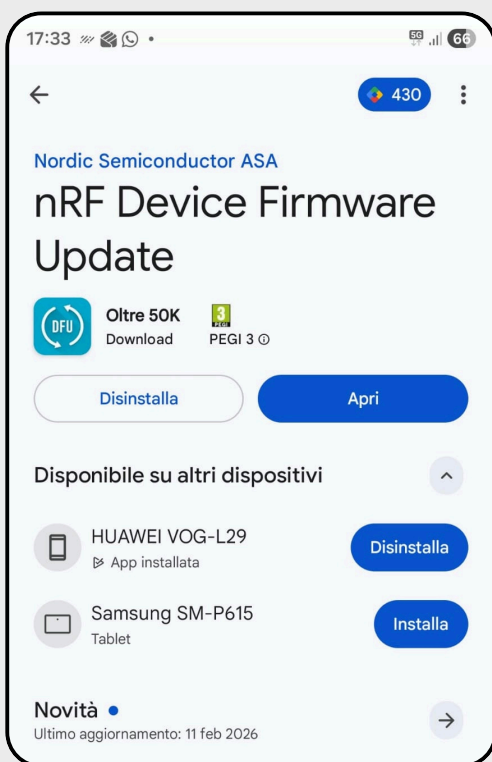 17:33
5G 66
430
Nordic Semiconductor ASA
nRF Device Firmware
Update
DFU
Oltre 50K
Download
3
PEGI
PEGI 3
Disinstalla
Apri
Disponibile su altri dispositivi
HUAWEI VOG-L29
App installata
Disinstalla
Samsung SM-P615
Tablet
Installa
Novità
Ultimo aggiornamento: 11 feb 2026